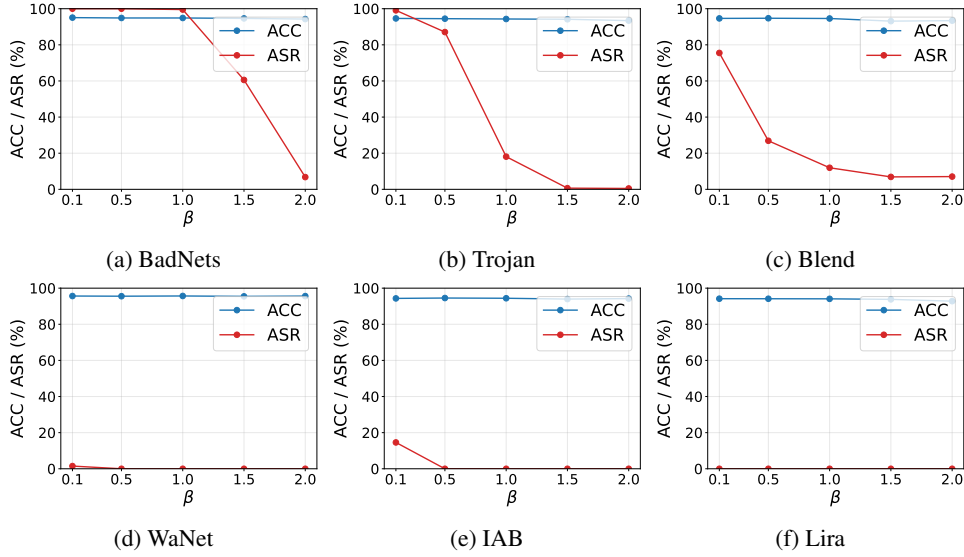 100
80
60
40
20
0
ACC / ASR (%)
ACC
ASR
0.1 0.5 1.0 1.5 2.0
β
(a) BadNets
100
80
60
40
20
0
ACC / ASR (%)
ACC
ASR
0.1 0.5 1.0 1.5 2.0
β
(b) Trojan
100
80
60
40
20
0
ACC / ASR (%)
ACC
ASR
0.1 0.5 1.0 1.5 2.0
β
(c) Blend
100
80
60
40
20
0
ACC / ASR (%)
ACC
ASR
0.1 0.5 1.0 1.5 2.0
β
(d) WaNet
100
80
60
40
20
0
ACC / ASR (%)
ACC
ASR
0.1 0.5 1.0 1.5 2.0
β
(e) IAB
100
80
60
40
20
0
ACC / ASR (%)
ACC
ASR
0.1 0.5 1.0 1.5 2.0
β
(f) Lira